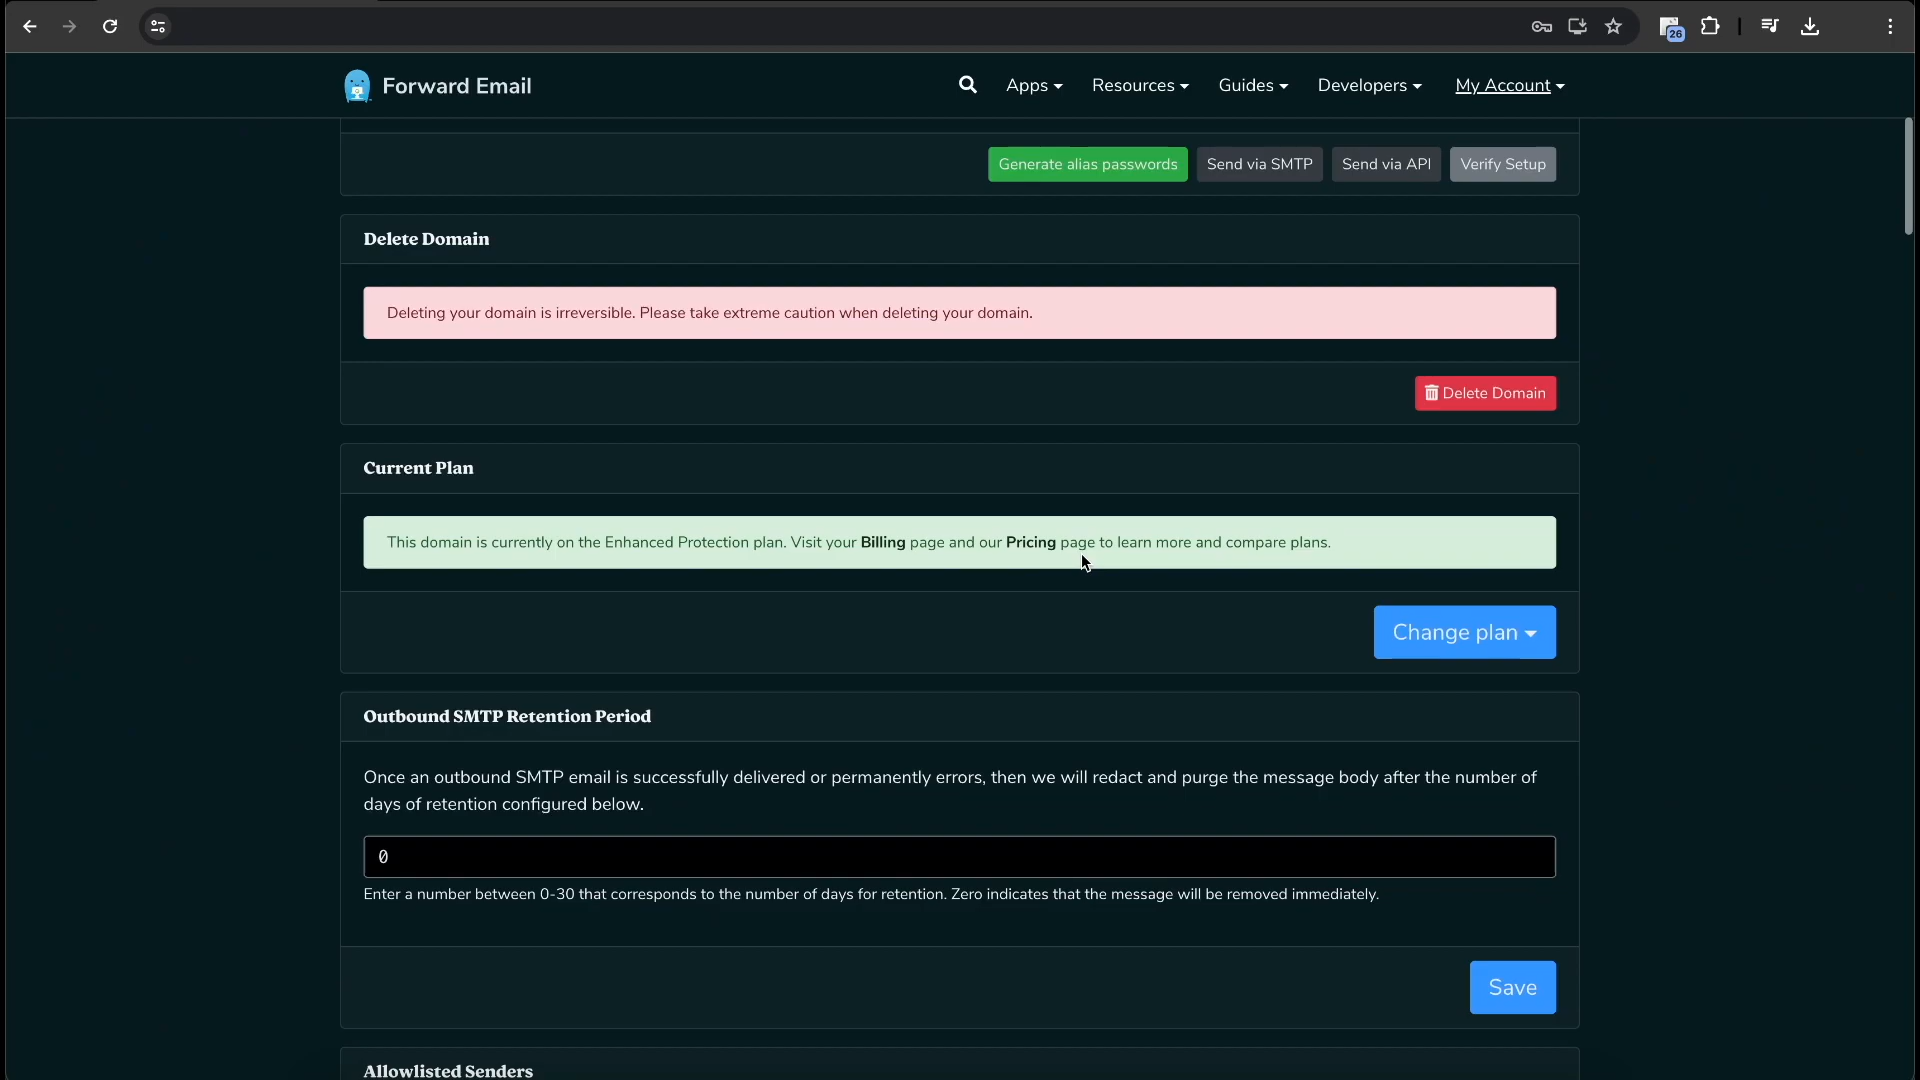 26
Forward Email
Apps
Resources
Guides
Developers
My Account
Generate alias passwords
Send via SMTP
Send via API
Verify Setup
Delete Domain
Deleting your domain is irreversible. Please take extreme caution when deleting your domain.
Delete Domain
Current Plan
This domain is currently on the Enhanced Protection plan. Visit your Billing page and our Pricing page to learn more and compare plans.
Change plan
Outbound SMTP Retention Period
Once an outbound SMTP email is successfully delivered or permanently errors, then we will redact and purge the message body after the number of
days of retention configured below.
0
Enter a number between 0-30 that corresponds to the number of days for retention. Zero indicates that the message will be removed immediately.
Save
Allowlisted Senders